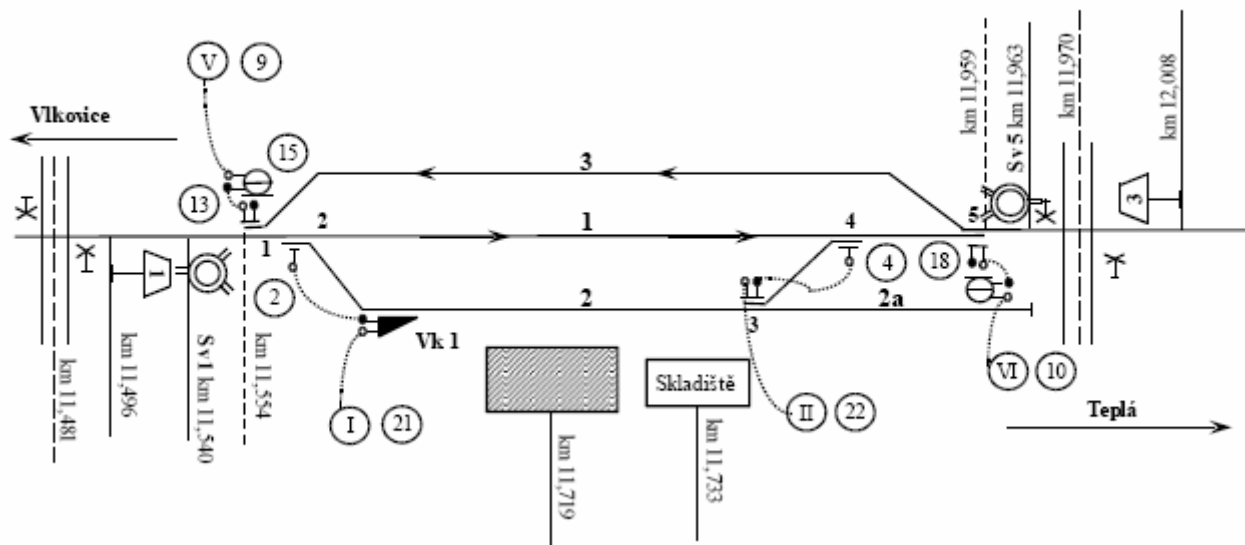 V 9
Vlkovice
15
13
3
1 2
1
4
5
km 11,959
Sv 5 km 11,963
km 11,970
km 12,008
3
1
2
2
Vk 1
3
4
18
2a
I 21
Skladiště
II 22
VI 10
Teplá
km 11,481
km 11,496
Sv 1 km 11,540
km 11,554
km 11,719
km 11,733